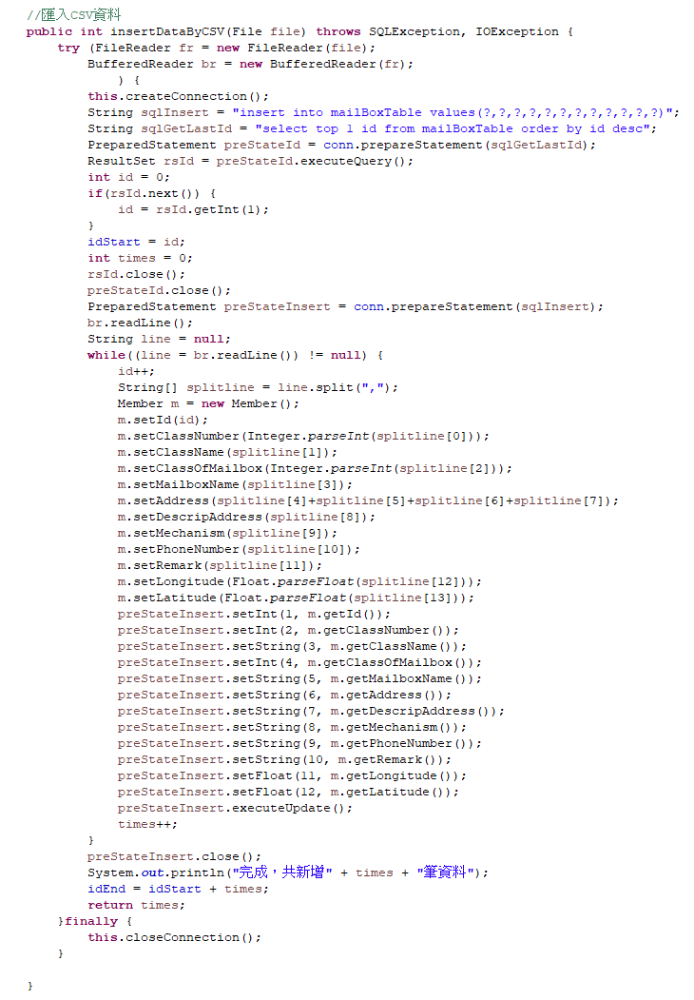 //匯入CSV資料
public int insertDataByCSV(File file) throws SQLException, IOException {
    try (FileReader fr = new FileReader(file);
        BufferedReader br = new BufferedReader(fr);
            ) {
        this.createConnection();
        String sqlInsert = "insert into mailBoxTable values(?,?,?,?,?,?,?,?,?,?,?,?)";
        String sqlGetLastId = "select top 1 id from mailBoxTable order by id desc";
        PreparedStatement preStateId = conn.prepareStatement(sqlGetLastId);
        ResultSet rsId = preStateId.executeQuery();
        int id = 0;
        if(rsId.next()) {
            id = rsId.getInt(1);
        }
        idStart = id;
        int times = 0;
        rsId.close();
        preStateId.close();
        PreparedStatement preStateInsert = conn.prepareStatement(sqlInsert);
        br.readLine();
        String line = null;
        while((line = br.readLine()) != null) {
            id++;
            String[] splitline = line.split(",");
            Member m = new Member();
            m.setId(id);
            m.setClassNumber(Integer.parseInt(splitline[0]));
            m.setClassName(splitline[1]);
            m.setClassOfMailbox(Integer.parseInt(splitline[2]));
            m.setMailboxName(splitline[3]);
            m.setAddress(splitline[4]+splitline[5]+splitline[6]+splitline[7]);
            m.setDescripAddress(splitline[8]);
            m.setMechanism(splitline[9]);
            m.setPhoneNumber(splitline[10]);
            m.setRemark(splitline[11]);
            m.setLongitude(Float.parseFloat(splitline[12]));
            m.setLatitude(Float.parseFloat(splitline[13]));
            preStateInsert.setInt(1, m.getId());
            preStateInsert.setInt(2, m.getClassNumber());
            preStateInsert.setString(3, m.getClassName());
            preStateInsert.setInt(4, m.getClassOfMailbox());
            preStateInsert.setString(5, m.getMailboxName());
            preStateInsert.setString(6, m.getAddress());
            preStateInsert.setString(7, m.getDescripAddress());
            preStateInsert.setString(8, m.getMechanism());
            preStateInsert.setString(9, m.getPhoneNumber());
            preStateInsert.setString(10, m.getRemark());
            preStateInsert.setFloat(11, m.getLongitude());
            preStateInsert.setFloat(12, m.getLatitude());
            preStateInsert.executeUpdate();
            times++;
        }
        preStateInsert.close();
        System.out.println("完成，共新增" + times + "筆資料");
        idEnd = idStart + times;
        return times;
    }finally {
        this.closeConnection();
    }

}